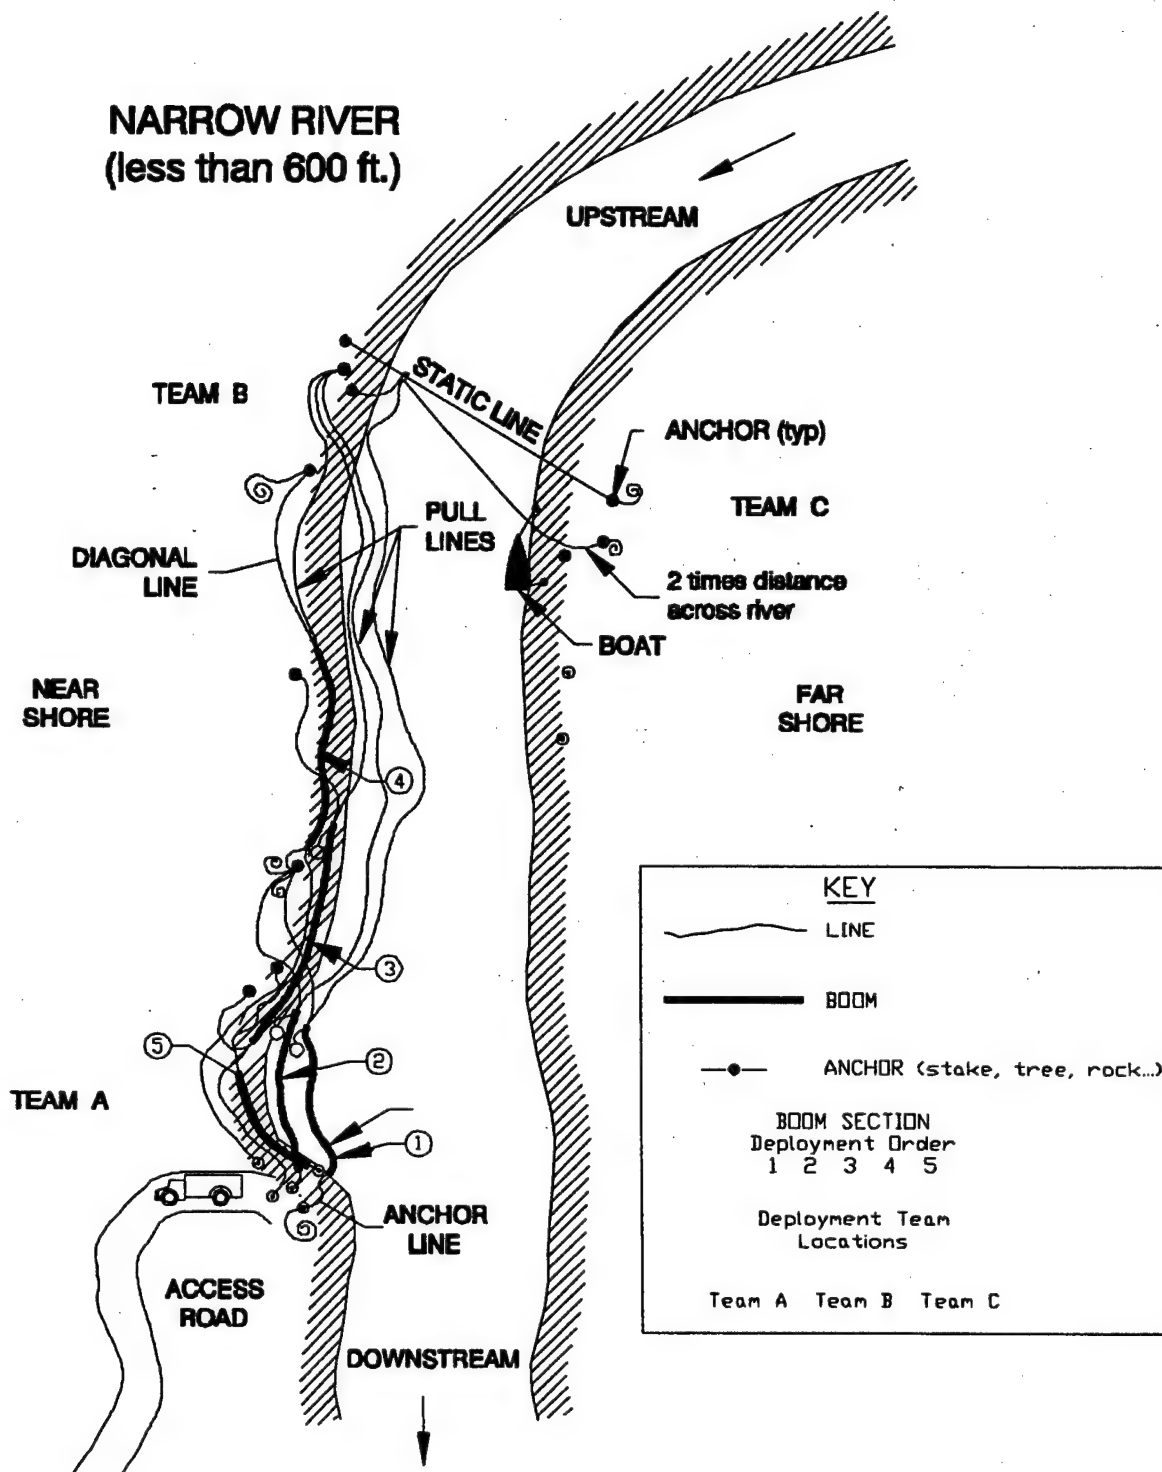 NARROW RIVER
(less than 600 ft.)
UPSTREAM
TEAM B
STATIC LINE
ANCHOR (typ)
TEAM C
PULL
LINES
DIAGONAL
LINE
2 times distance
across river
BOAT
NEAR
SHORE
FAR
SHORE
4
3
5
2
TEAM A
1
ANCHOR
LINE
ACCESS
ROAD
DOWNSTREAM
KEY
LINE
BOOM
ANCHOR (stake, tree, rock...)
BOOM SECTION
Deployment Order
1 2 3 4 5
Deployment Team
Locations
Team A Team B Team C